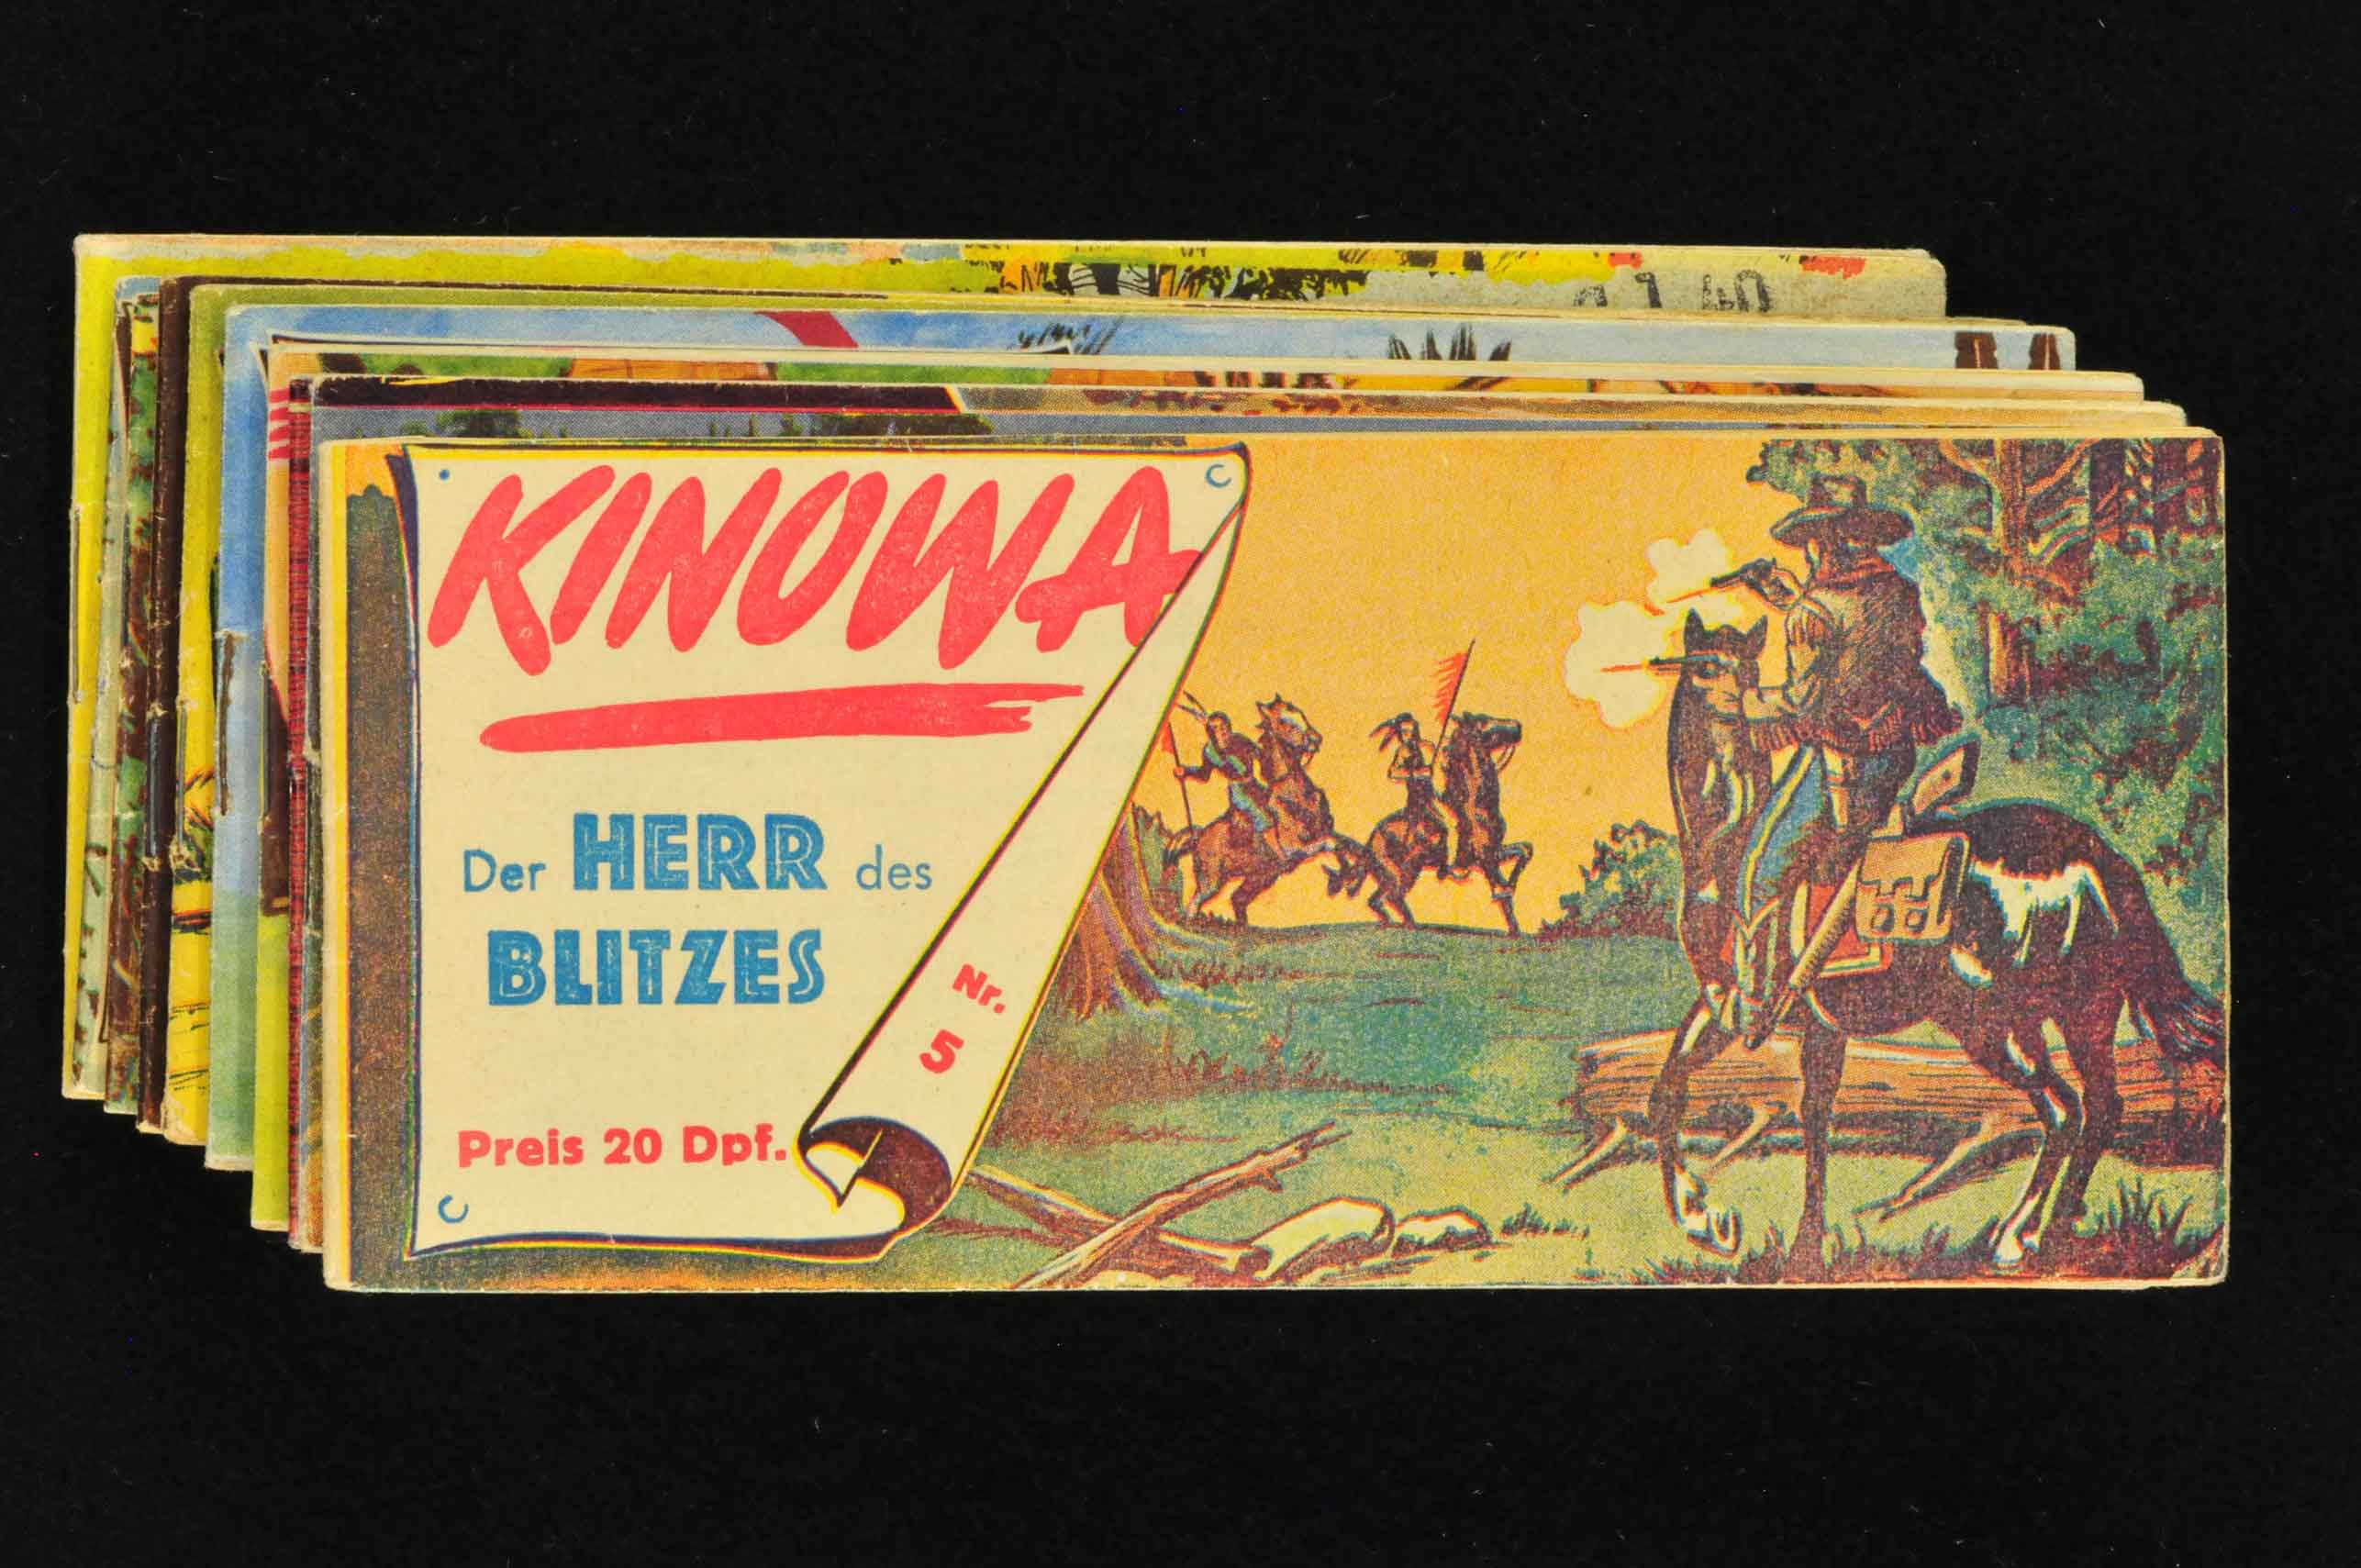 KINOWA
Der HERR des
BLITZES
Nr.
5
Preis 20 Dpf.